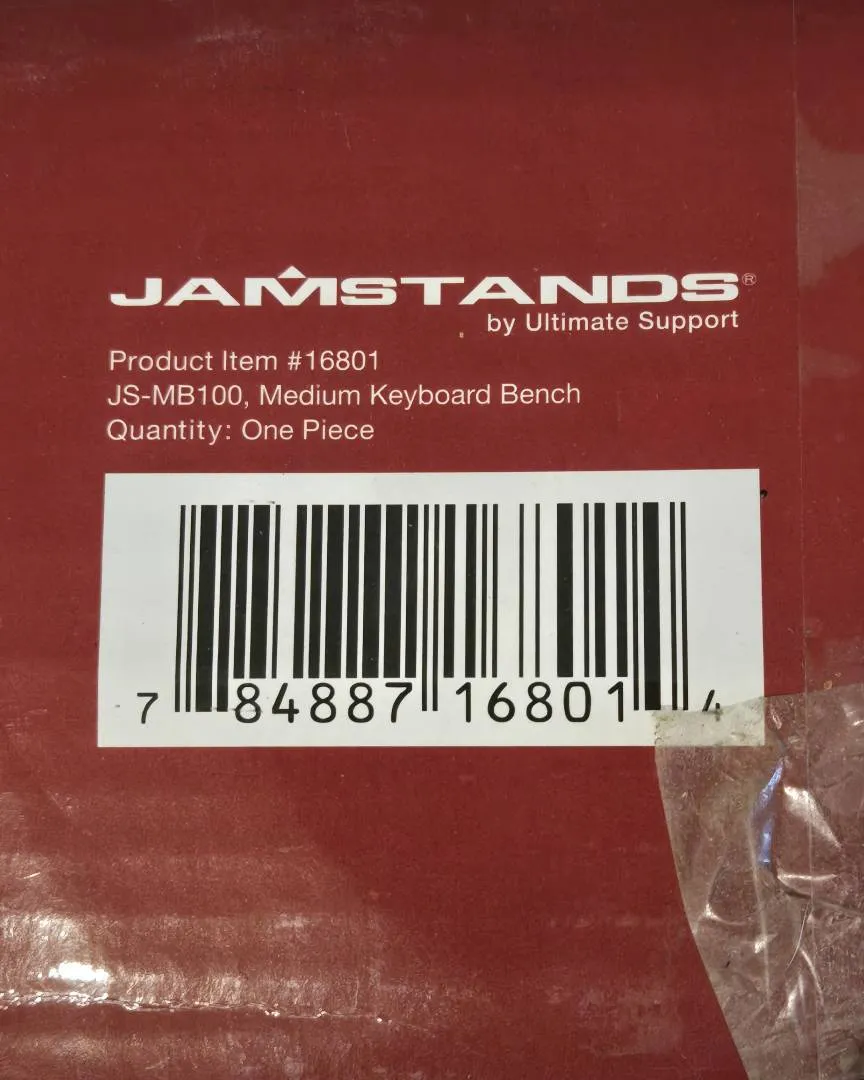 JAMSTANDS®
by Ultimate Support
Product Item #16801
JS-MB100, Medium Keyboard Bench
Quantity: One Piece
7 84887 16801 4